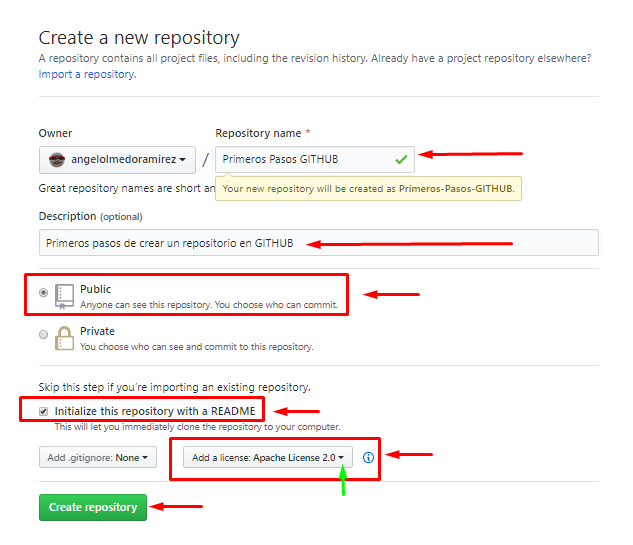 Create a new repository
A repository contains all project files, including the revision history. Already have a project repository elsewhere?
Import a repository.
Owner
Repository name *
angelolmedoramirez
/
Primeros Pasos GITHUB
Great repository names are short an
Your new repository will be created as Primeros-Pasos-GITHUB.
Description (optional)
Primeros pasos de crear un repositorio en GITHUB
Public
Anyone can see this repository. You choose who can commit.
Private
You choose who can see and commit to this repository.
Skip this step if you're importing an existing repository.
Initialize this repository with a README
This will let you immediately clone the repository to your computer.
Add .gitignore: None
Add a license: Apache License 2.0
Create repository